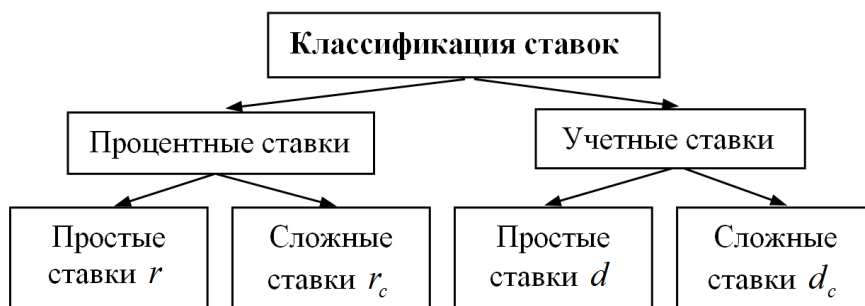 Классификация ставок
Процентные ставки
Учетные ставки
Простые
ставки r
Сложные
ставки r_c
Простые
ставки d
Сложные
ставки d_c